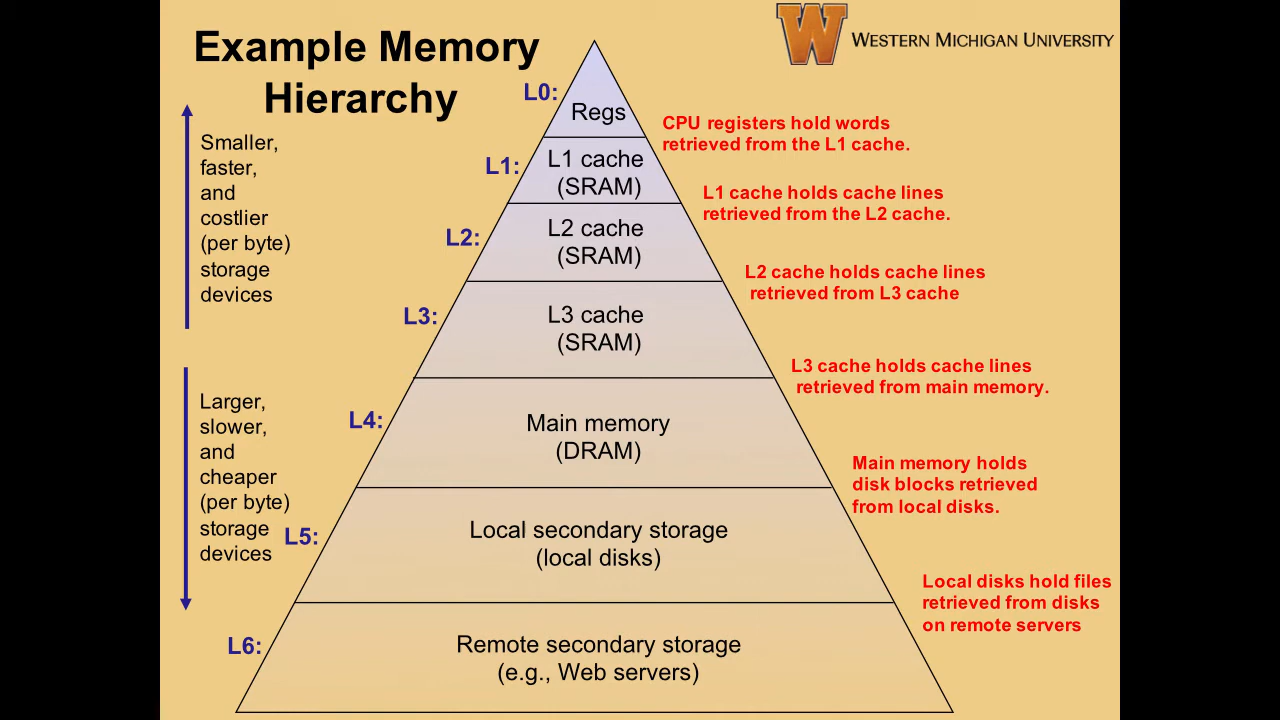 Example Memory
Hierarchy
W
WESTERN MICHIGAN UNIVERSITY
Smaller,
faster,
and
costlier
(per byte)
storage
devices
Larger,
slower,
and
cheaper
(per byte)
storage
devices
L0:
Regs
CPU registers hold words
retrieved from the L1 cache.
L1:
L1 cache
(SRAM)
L1 cache holds cache lines
retrieved from the L2 cache.
L2:
L2 cache
(SRAM)
L2 cache holds cache lines
retrieved from L3 cache
L3:
L3 cache
(SRAM)
L3 cache holds cache lines
retrieved from main memory.
L4:
Main memory
(DRAM)
Main memory holds
disk blocks retrieved
from local disks.
L5:
Local secondary storage
(local disks)
Local disks hold files
retrieved from disks
on remote servers
L6:
Remote secondary storage
(e.g., Web servers)